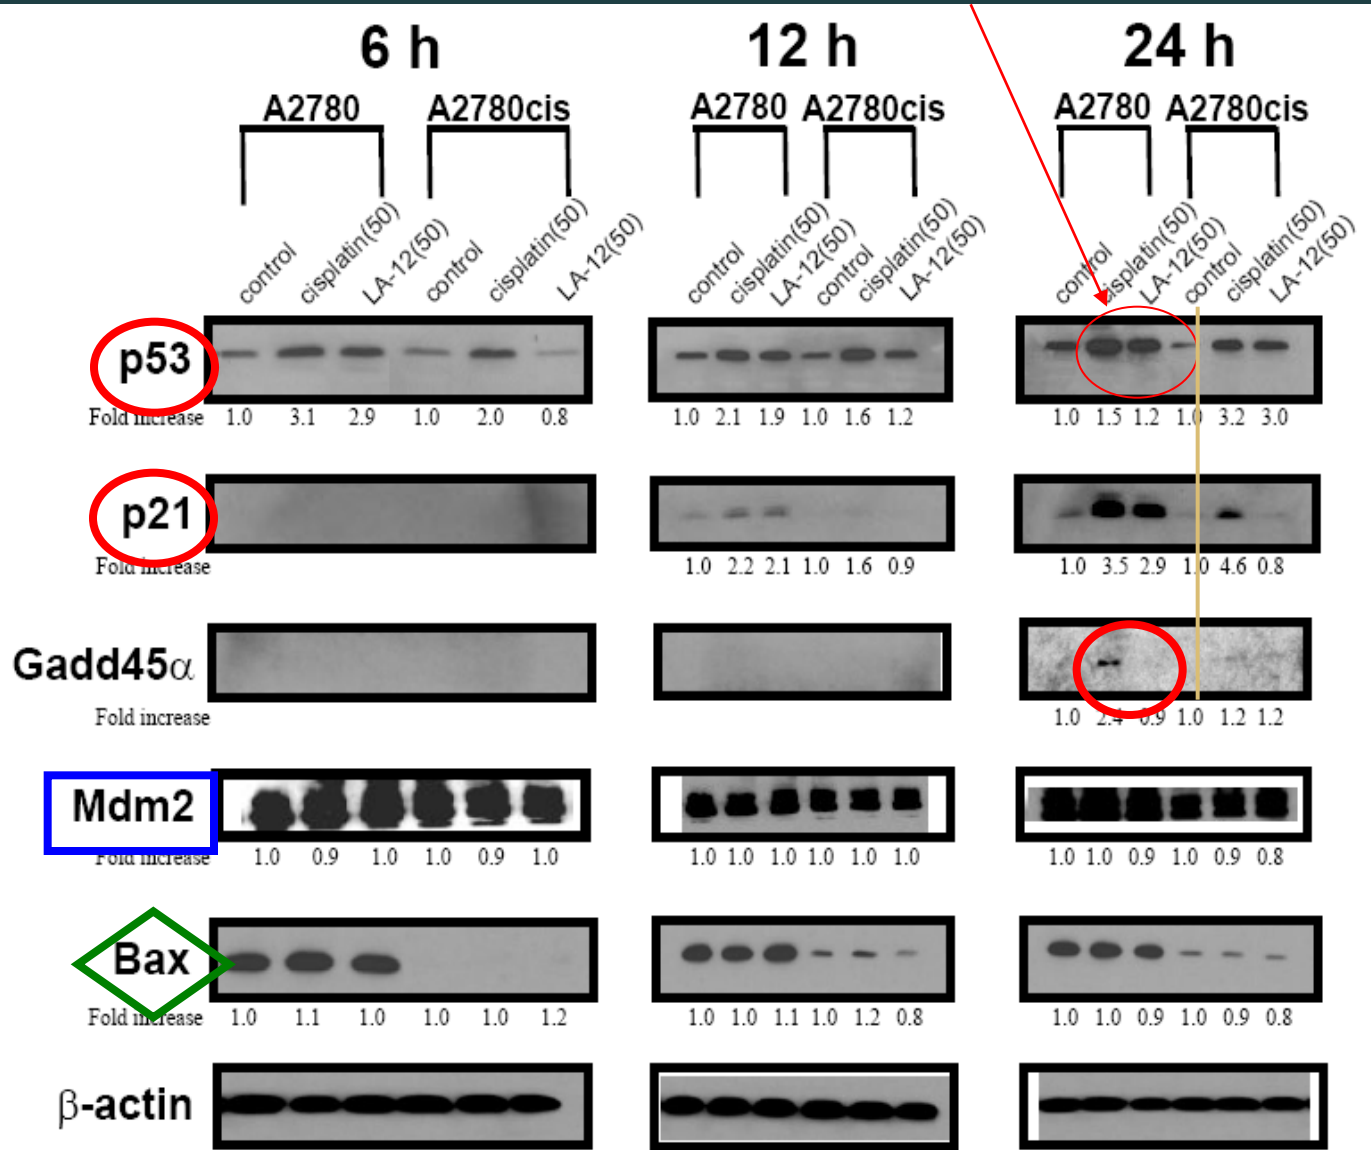 6 h 12 h 24 h
A2780 A2780cis A2780 A2780cis A2780 A2780cis
control cisplatin(50) LA-12(50) control cisplatin(50) LA-12(50) control cisplatin(50) LA-12(50) control cisplatin(50) LA-12(50) control cisplatin(50) LA-12(50) control cisplatin(50) LA-12(50)
p53
Fold increase 1.0 3.1 2.9 1.0 2.0 0.8 1.0 2.1 1.9 1.0 1.6 1.2 1.0 1.5 1.2 1.0 3.2 3.0
p21
Fold increase 1.0 2.2 2.1 1.0 1.6 0.9 1.0 3.5 2.9 1.0 4.6 0.8
Gadd45α
Fold increase 1.0 2.4 0.9 1.0 1.2 1.2
Mdm2
Fold increase 1.0 0.9 1.0 1.0 0.9 1.0 1.0 1.0 1.0 1.0 1.0 1.0 1.0 1.0 0.9 1.0 0.9 0.8
Bax
Fold increase 1.0 1.1 1.0 1.0 1.0 1.2 1.0 1.0 1.1 1.0 1.2 0.8 1.0 1.0 0.9 1.0 0.9 0.8
β-actin